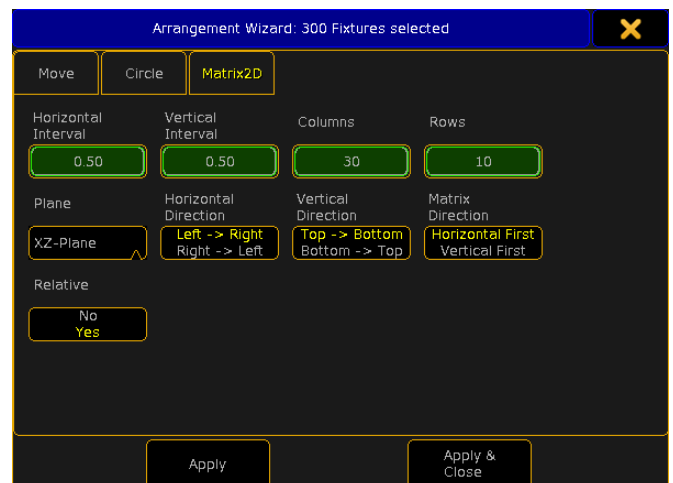 Arrangement Wizard: 300 Fixtures selected
Move Circle Matrix2D
Horizontal Interval Vertical Interval Columns Rows
0.50 0.50 30 10
Plane Horizontal Direction Vertical Direction Matrix Direction
XZ-Plane
Left -> Right
Right -> Left
Top -> Bottom
Bottom -> Top
Horizontal First
Vertical First
Relative
No
Yes
Apply
Apply &
Close